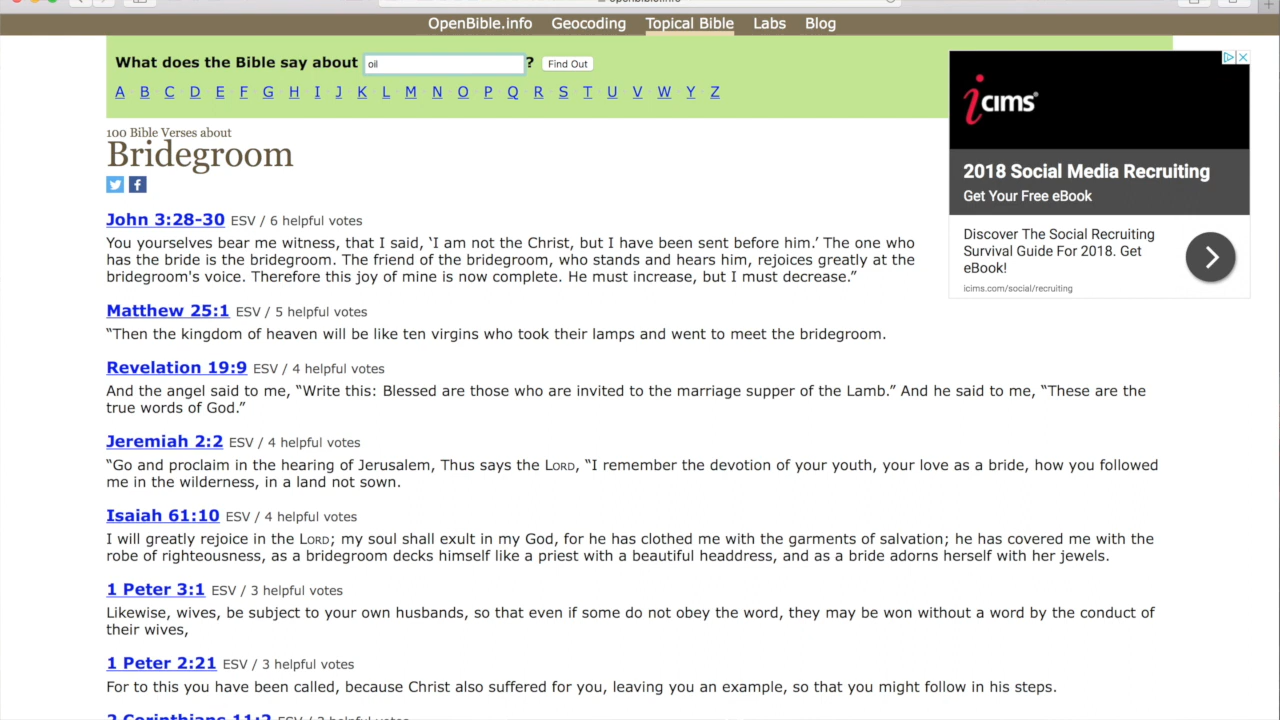 openbible.info
OpenBible.info Geocoding Topical Bible Labs Blog
What does the Bible say about oil ? Find Out
A B C D E F G H I J K L M N O P Q R S T U V W Y Z
100 Bible Verses about
Bridegroom
John 3:28-30 ESV / 6 helpful votes
You yourselves bear me witness, that I said, ‘I am not the Christ, but I have been sent before him.’ The one who
has the bride is the bridegroom. The friend of the bridegroom, who stands and hears him, rejoices greatly at the
bridegroom's voice. Therefore this joy of mine is now complete. He must increase, but I must decrease.”
Matthew 25:1 ESV / 5 helpful votes
“Then the kingdom of heaven will be like ten virgins who took their lamps and went to meet the bridegroom.
Revelation 19:9 ESV / 4 helpful votes
And the angel said to me, “Write this: Blessed are those who are invited to the marriage supper of the Lamb.” And he said to me, “These are the
true words of God.”
Jeremiah 2:2 ESV / 4 helpful votes
“Go and proclaim in the hearing of Jerusalem, Thus says the Lord, “I remember the devotion of your youth, your love as a bride, how you followed
me in the wilderness, in a land not sown.
Isaiah 61:10 ESV / 4 helpful votes
I will greatly rejoice in the Lord; my soul shall exult in my God, for he has clothed me with the garments of salvation; he has covered me with the
robe of righteousness, as a bridegroom decks himself like a priest with a beautiful headdress, and as a bride adorns herself with her jewels.
1 Peter 3:1 ESV / 3 helpful votes
Likewise, wives, be subject to your own husbands, so that even if some do not obey the word, they may be won without a word by the conduct of
their wives,
1 Peter 2:21 ESV / 3 helpful votes
For to this you have been called, because Christ also suffered for you, leaving you an example, so that you might follow in his steps.
2 Corinthians 11:2 ESV / 3 helpful votes
icims
2018 Social Media Recruiting
Get Your Free eBook
Discover The Social Recruiting
Survival Guide For 2018. Get
eBook!
icims.com/social/recruiting